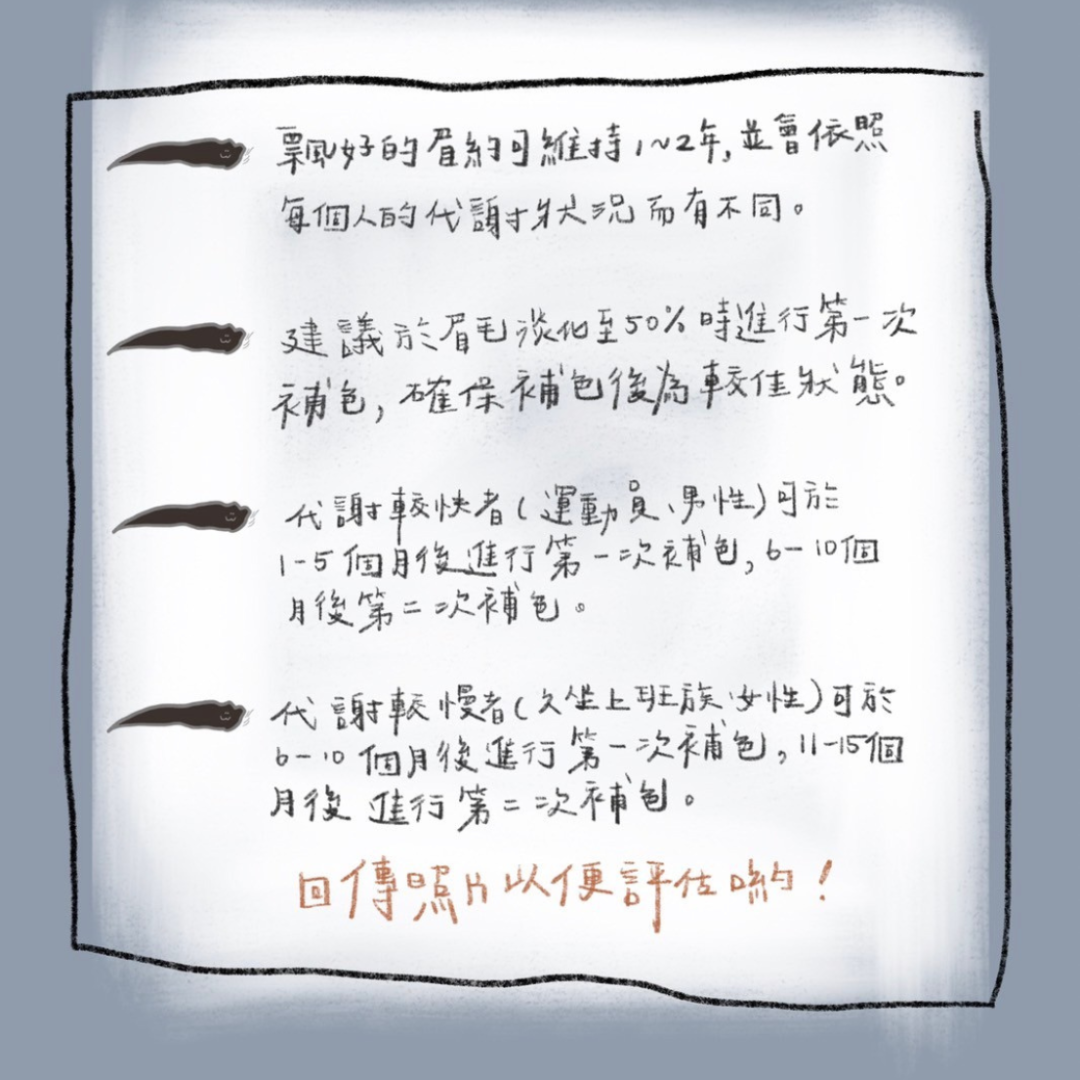 飄好的眉約可維持1~2年,並會依照
每個人的代謝狀況而有不同。
建議於眉毛淡化至50%時進行第一次
補色,確保補色後為較佳狀態。
代謝較快者(運動員、男性)可於
1-5個月後進行第一次補色,6-10個
月後第二次補色。
代謝較慢者(久坐上班族、女性)可於
6-10個月後進行第一次補色,11-15個
月後進行第二次補色。
回傳照片以便評估喲!